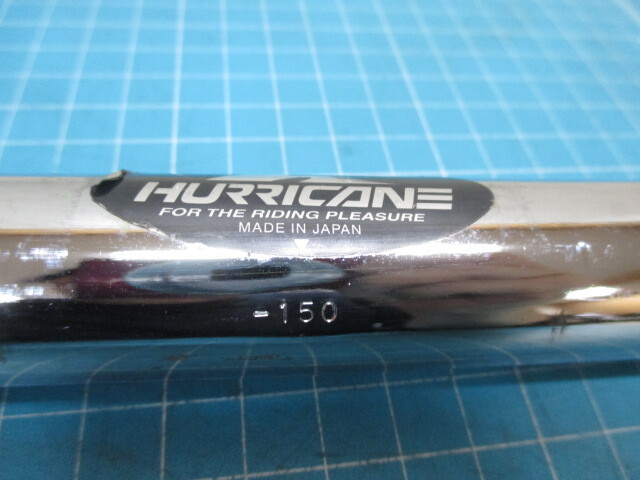 HURRICANE
FOR THE RIDING PLEASURE
MADE IN JAPAN
-150